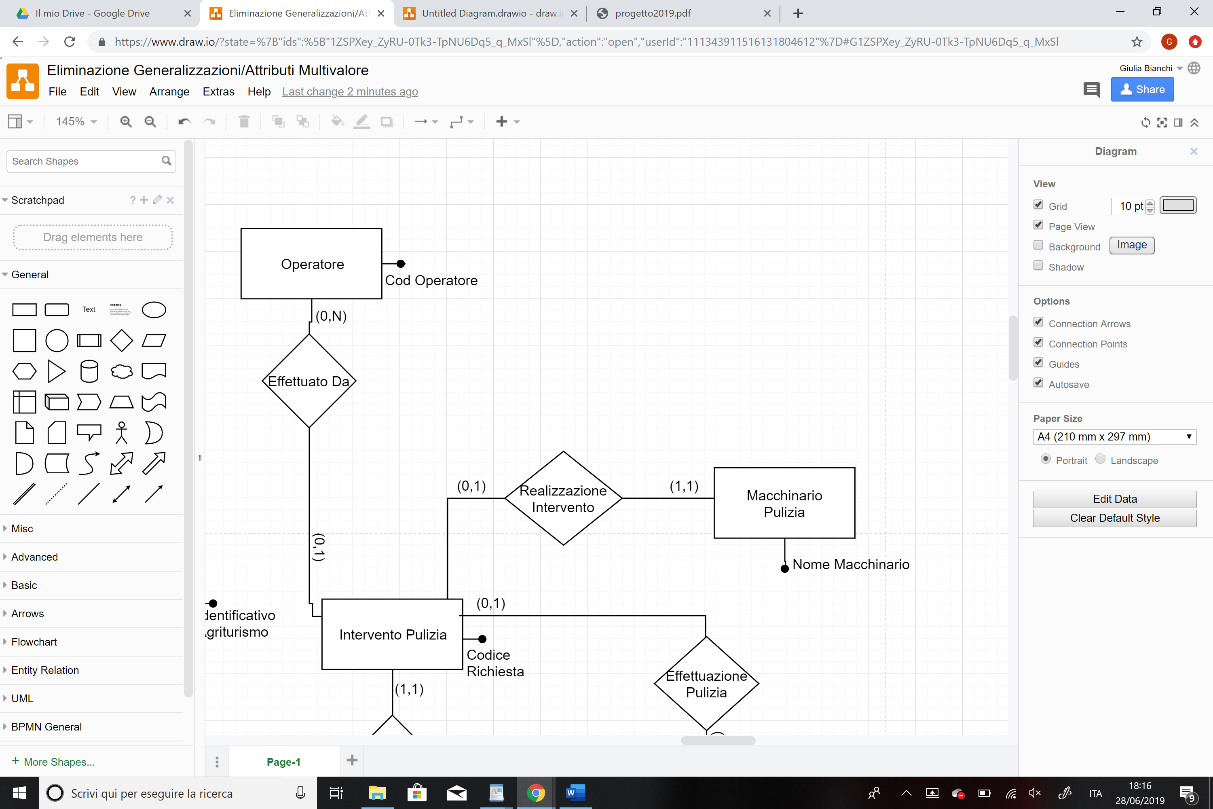 Il mio Drive - Google Drive
Eliminazione Generalizzazioni/At
Untitled Diagram.drawio - draw.i
progetto2019.pdf
https://www.draw.io/?state=%7B"ids":%5B"1ZSPXey_ZyRU-0Tk3-TpNU6Dq5_q_MxSl"%5D,"action":"open","userId":"111343911516131804612"%7D#G1ZSPXey_ZyRU-0Tk3-TpNU6Dq5_q_MxSl
G
Eliminazione Generalizzazioni/Attributi Multivalore
Giulia Bianchi
File Edit View Arrange Extras Help Last change 2 minutes ago
Share
145%
Search Shapes
Diagram
Scratchpad
?
Drag elements here
General
Text
Misc
Advanced
Basic
Arrows
Flowchart
Entity Relation
UML
BPMN General
+ More Shapes...
Operatore
Cod Operatore
(0,N)
Effettuato Da
(0,1)
(0,1)
Realizzazione
Intervento
(1,1)
Macchinario
Pulizia
Nome Macchinario
dentificativo
griturismo
Intervento Pulizia
(0,1)
Codice
Richiesta
(1,1)
Effettuazione
Pulizia
View
Grid
10 pt
Page View
Background
Image
Shadow
Options
Connection Arrows
Connection Points
Guides
Autosave
Paper Size
A4 (210 mm x 297 mm)
Portrait
Landscape
Edit Data
Clear Default Style
Page-1
Scrivi qui per eseguire la ricerca
ITA
18:16
28/06/2019
9